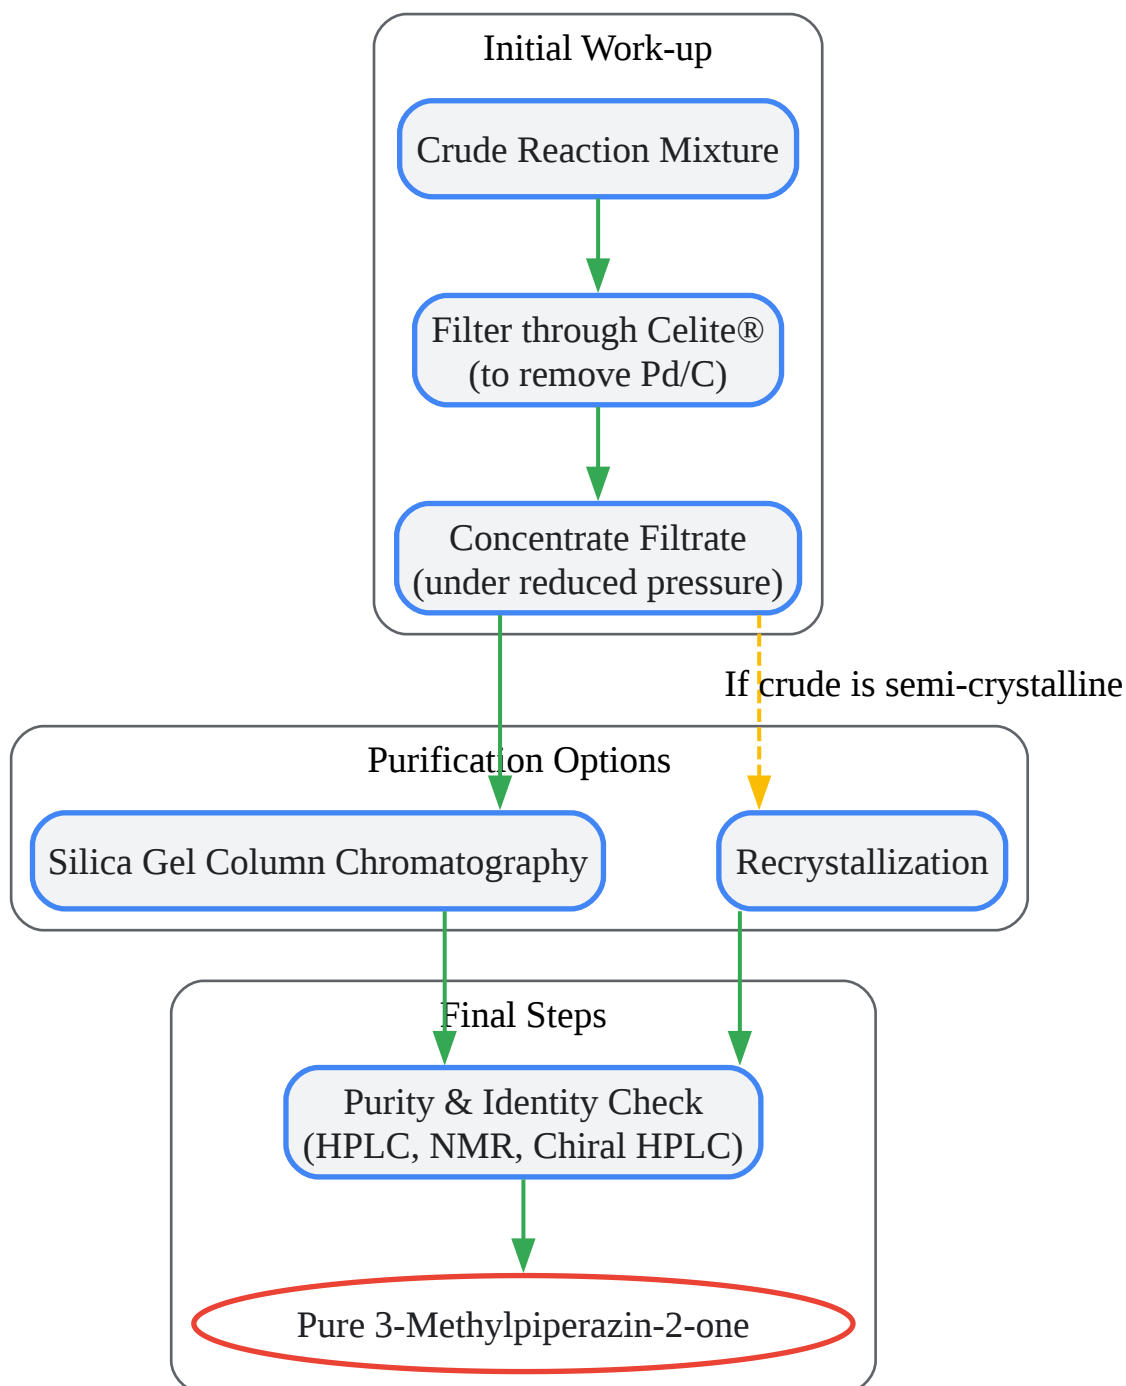 Initial Work-up
Crude Reaction Mixture
Filter through Celite®
(to remove Pd/C)
Concentrate Filtrate
(under reduced pressure)
If crude is semi-crystalline
Purification Options
Silica Gel Column Chromatography
Recrystallization
Final Steps
Purity & Identity Check
(HPLC, NMR, Chiral HPLC)
Pure 3-Methylpiperazin-2-one